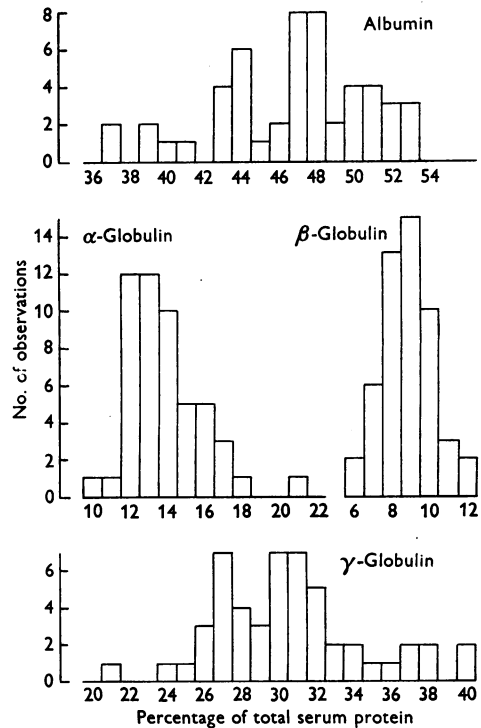 Albumin
8
6
4
2
0
36 38 40 42 44 46 48 50 52 54
No. of observations
α-Globulin
β-Globulin
14
12
10
8
6
4
2
0
10 12 14 16 18 20 22
6 8 10 12
γ-Globulin
6
4
2
0
20 22 24 26 28 30 32 34 36 38 40
Percentage of total serum protein